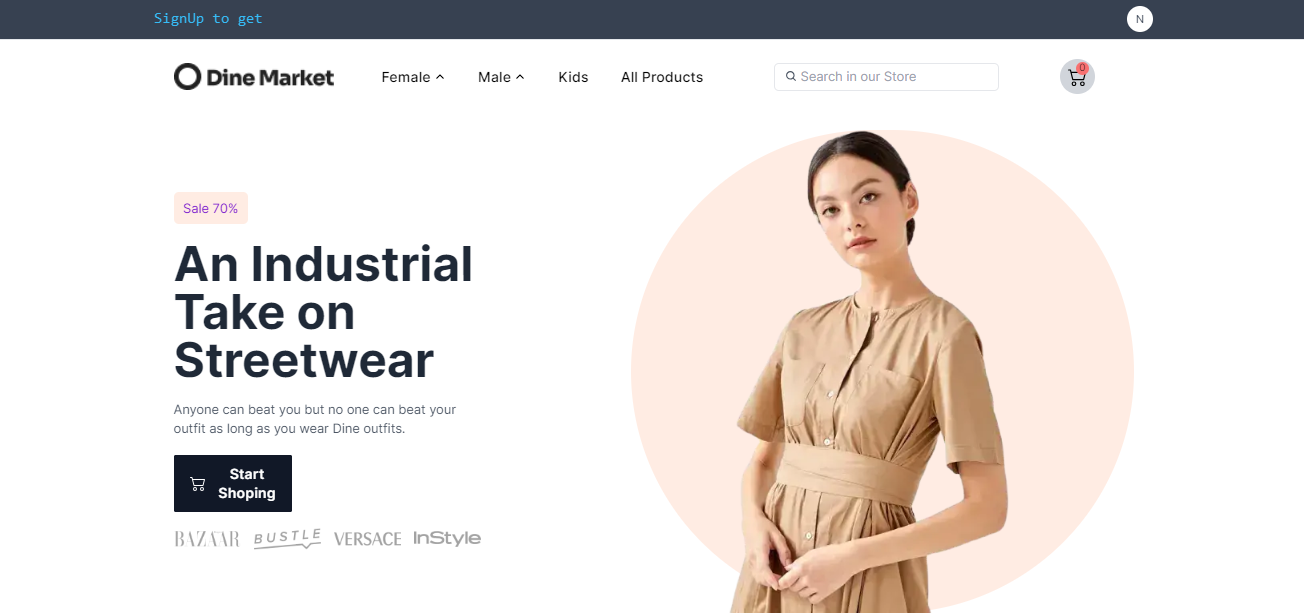 SignUp to get
N
Dine Market
Female
Male
Kids
All Products
Search in our Store
0
Sale 70%
An Industrial
Take on
Streetwear
Anyone can beat you but no one can beat your
outfit as long as you wear Dine outfits.
Start
Shoping
BAZAAR
BUSTLE
VERSACE
InStyle